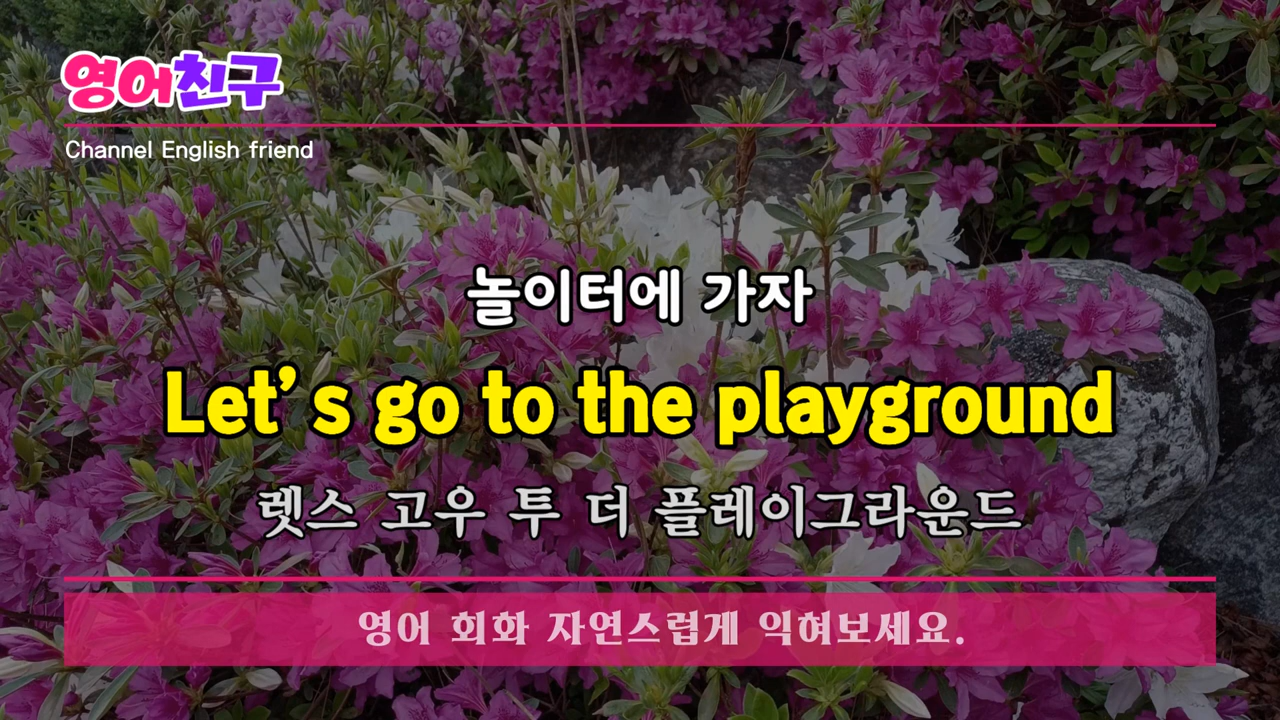 영어친구
Channel English friend
놀이터에 가자
Let’s go to the playground
렛스 고우 투 더 플레이그라운드
영어 회화 자연스럽게 익혀보세요.